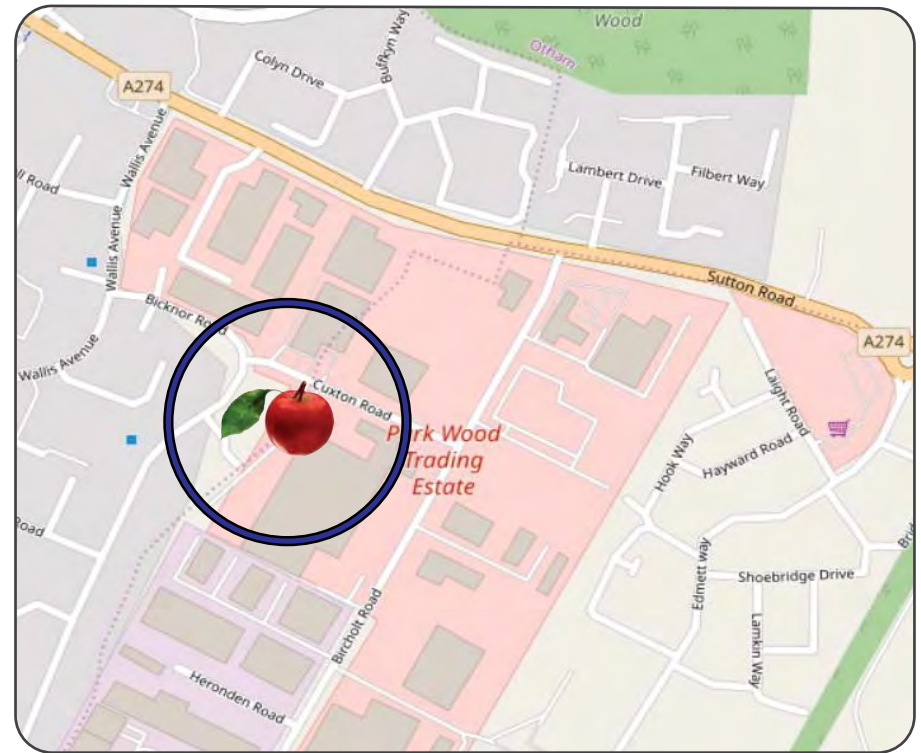 Wood
Otham
Buffkyn Way
Colyn Drive
A274
Wallis Avenue
Lambert Drive
Filbert Way
ll Road
Wallis Avenue
Sutton Road
Bicknor Road
A274
Wallis Avenue
Cuxton Road
Laight Road
Park Wood
Trading
Estate
Hook Way
Hayward Road
Road
Edmett way
Shoebridge Drive
Bircholt Road
Lamkin Way
Heronden Road